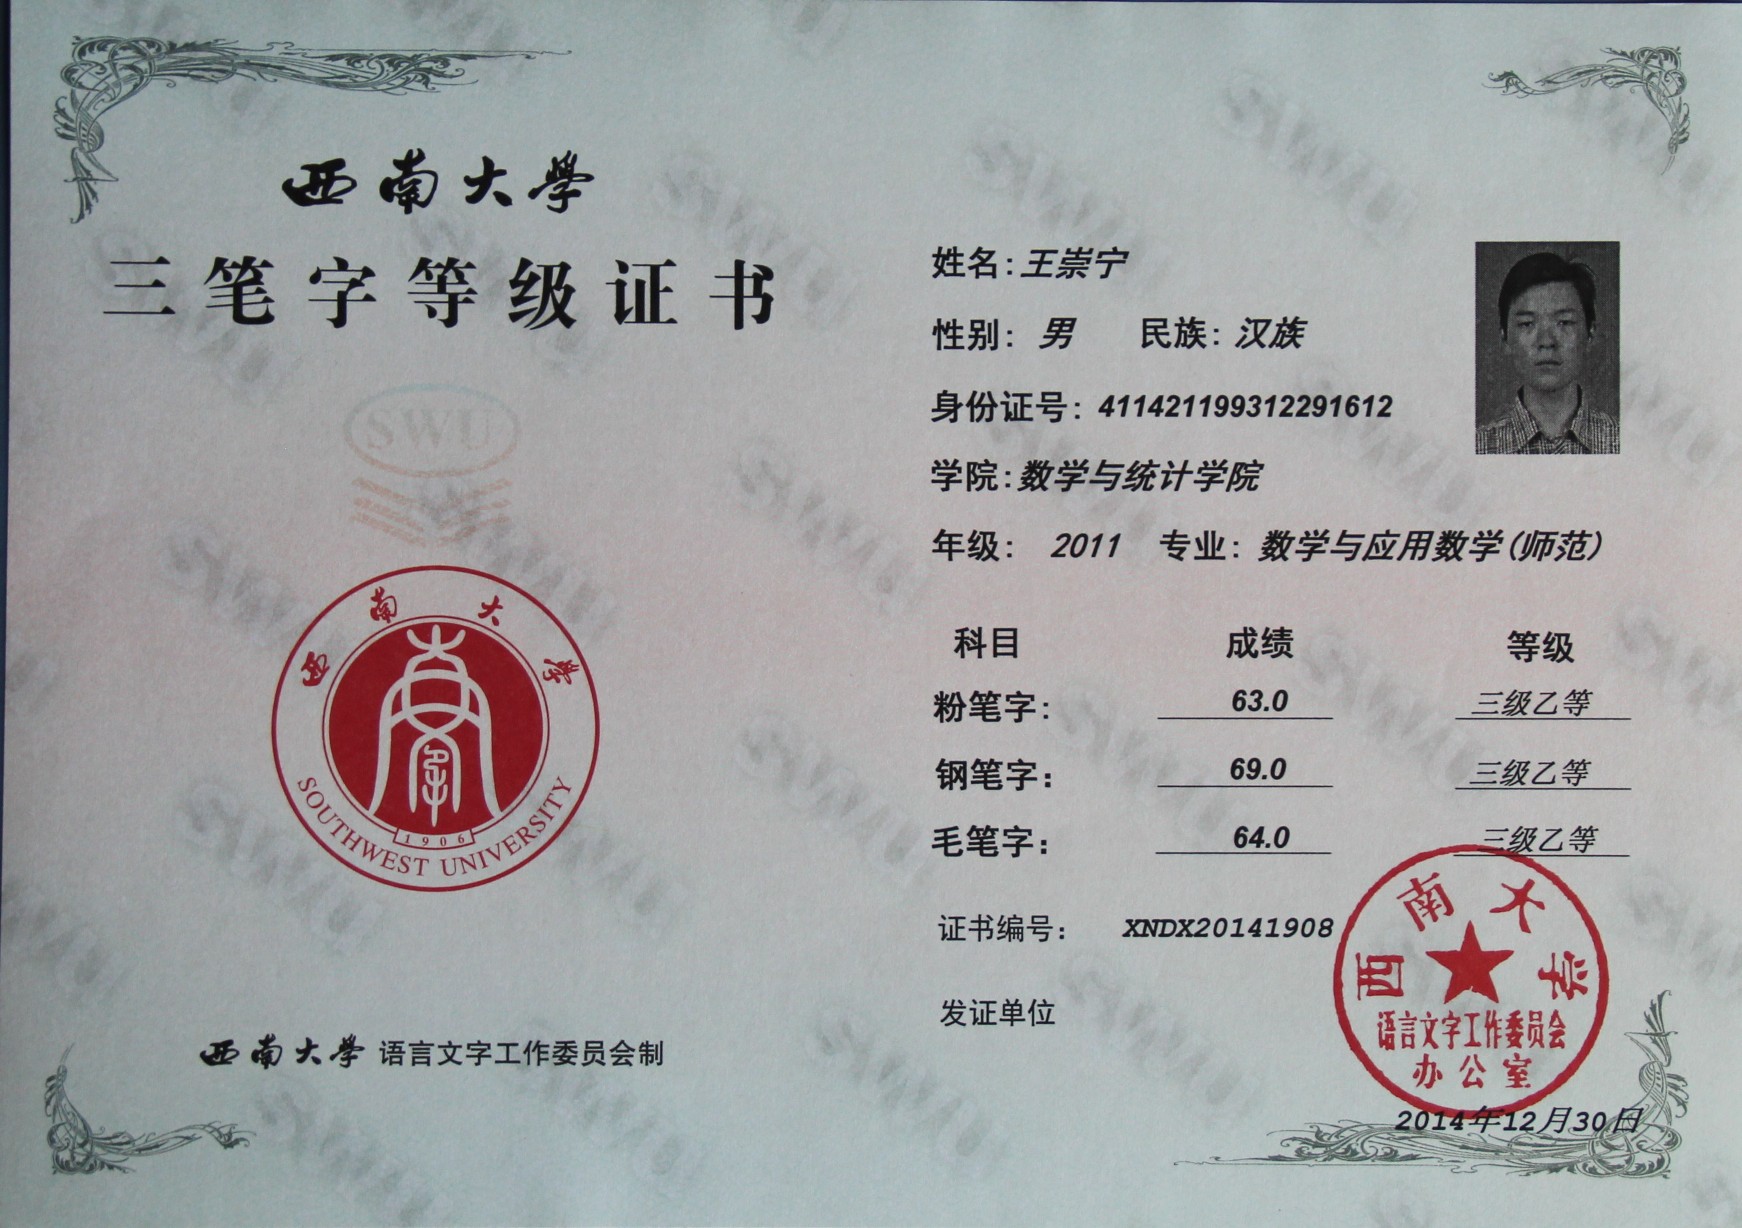 西南大學
三笔字等级证书
SWU
西南大學
1906
SOUTHWEST UNIVERSITY
西南大學 语言文字工作委员会制
姓名:王崇宁
性别: 男 民族: 汉族
身份证号: 411421199312291612
学院:数学与统计学院
年级: 2011 专业: 数学与应用数学(师范)
科目 成绩 等级
粉笔字: 63.0 三级乙等
钢笔字: 69.0 三级乙等
毛笔字: 64.0 三级乙等
证书编号: XNDX20141908
发证单位
西南大学
语言文字工作委员会
办公室
2014年12月30日